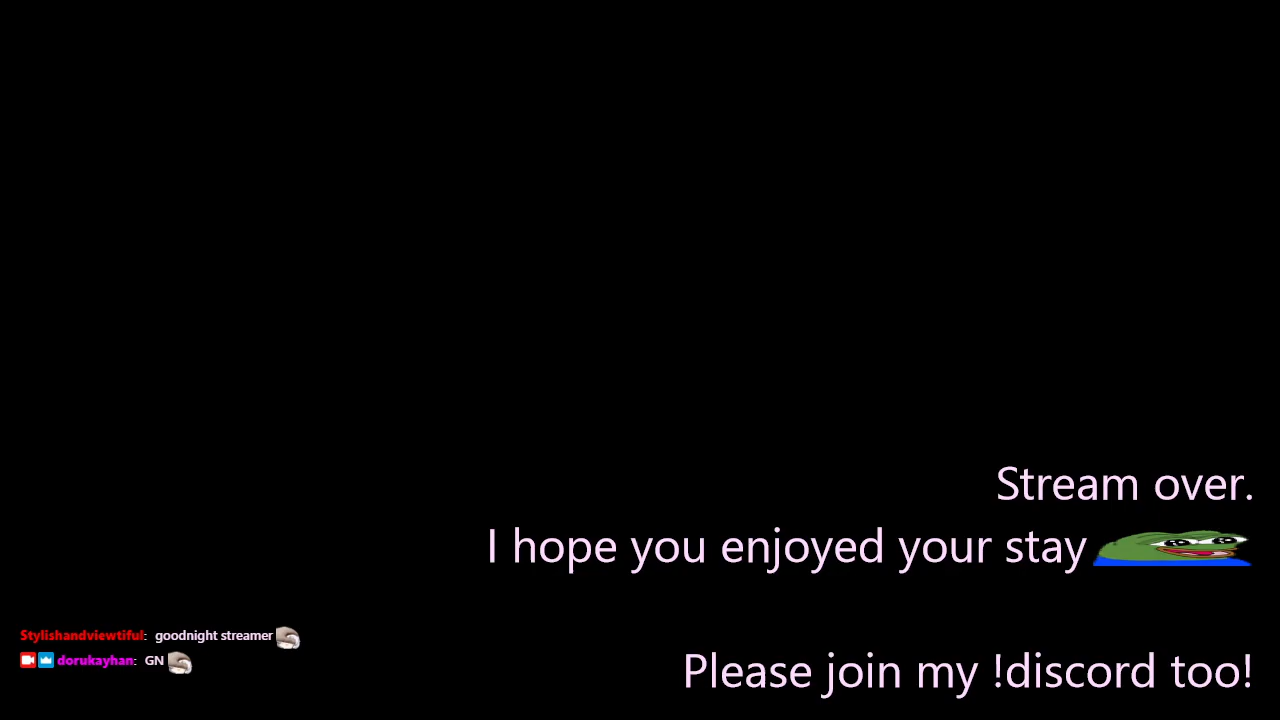 Stream over.
I hope you enjoyed your stay
Stylishandviewtiful: goodnight streamer
dorukayhan: GN
Please join my !discord too!